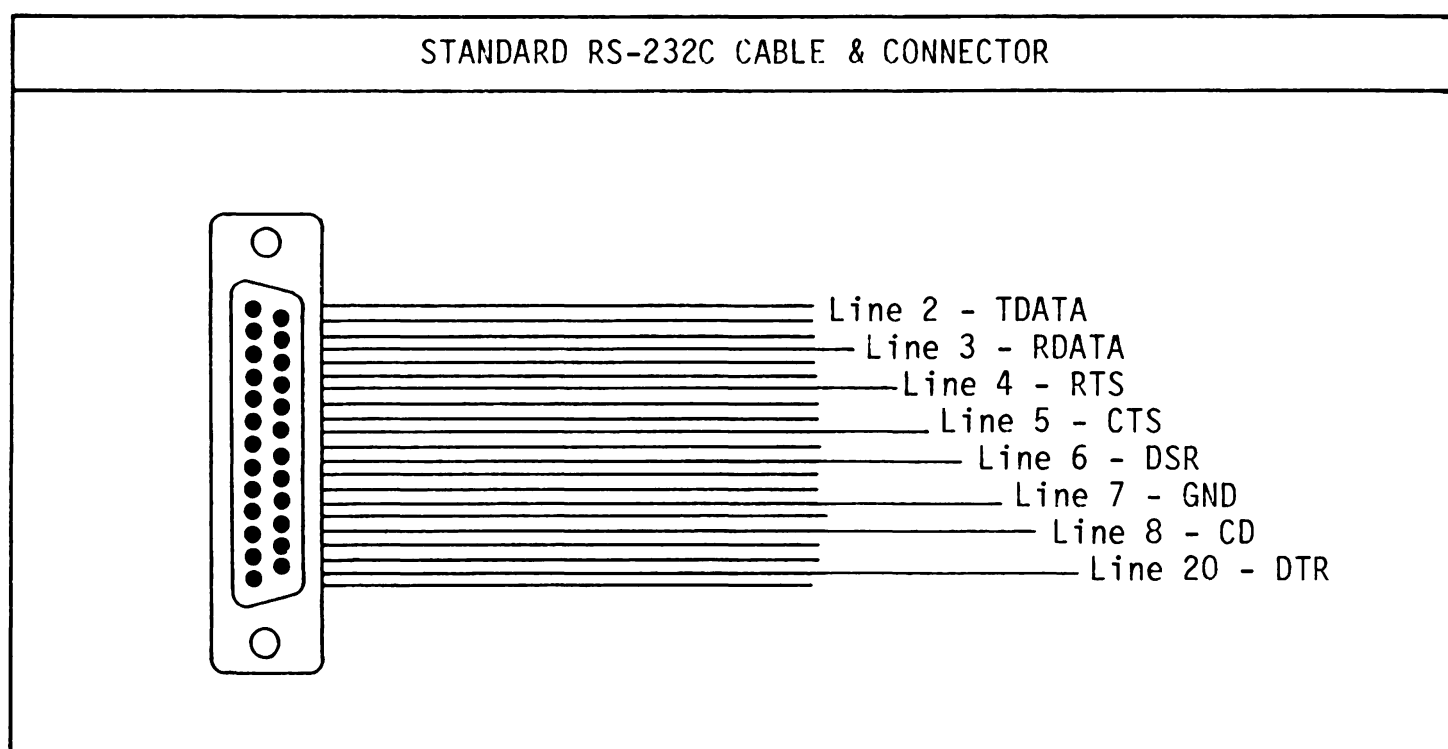 STANDARD RS-232C CABLE & CONNECTOR
Line 2 - TDATA
Line 3 - RDATA
Line 4 - RTS
Line 5 - CTS
Line 6 - DSR
Line 7 - GND
Line 8 - CD
Line 20 - DTR